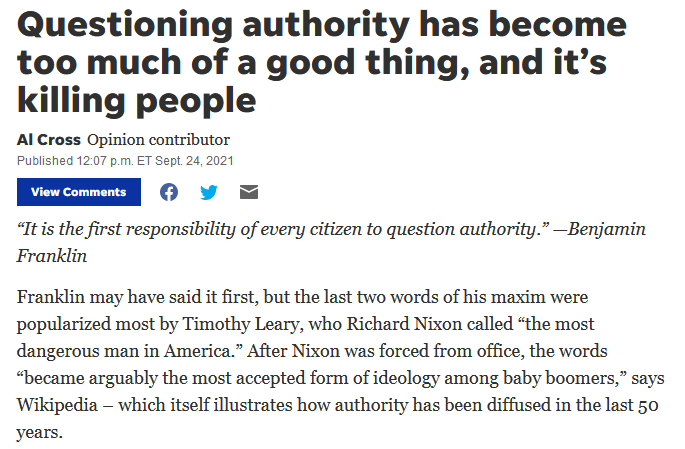 Questioning authority has become
too much of a good thing, and it’s
killing people
Al Cross Opinion contributor
Published 12:07 p.m. ET Sept. 24, 2021
View Comments
“It is the first responsibility of every citizen to question authority.” —Benjamin
Franklin
Franklin may have said it first, but the last two words of his maxim were
popularized most by Timothy Leary, who Richard Nixon called “the most
dangerous man in America.” After Nixon was forced from office, the words
“became arguably the most accepted form of ideology among baby boomers,” says
Wikipedia – which itself illustrates how authority has been diffused in the last 50
years.